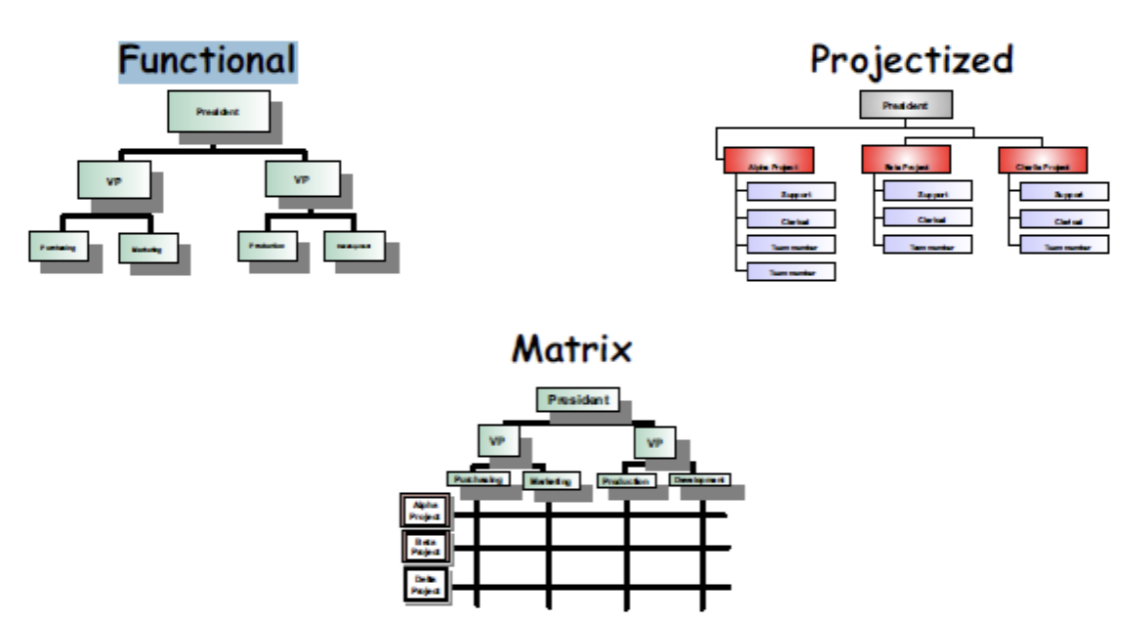 Functional
President
VP
VP
Purchasing
Marketing
Production
Projectized
President
Alpha Project
Beta Project
Charlie Project
Support
Clerical
Team member
Team member
Support
Clerical
Team member
Support
Clerical
Team member
Matrix
President
VP
VP
Purchasing
Marketing
Production
Development
Alpha
Project
Beta
Project
Delta
Project